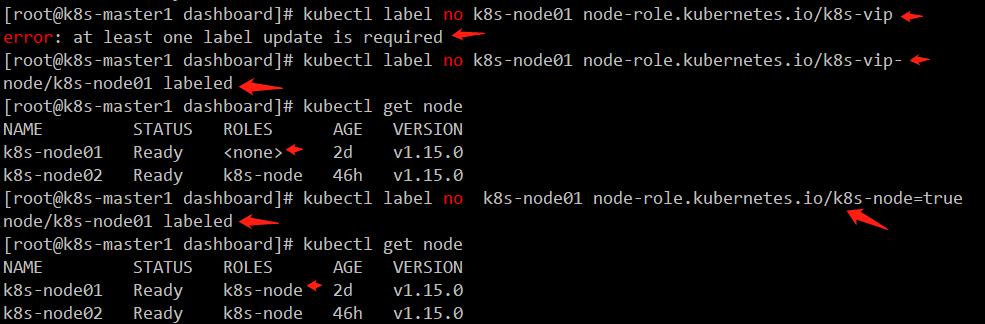 [root@k8s-master1 dashboard]# kubectl label no k8s-node01 node-role.kubernetes.io/k8s-vip
error: at least one label update is required
[root@k8s-master1 dashboard]# kubectl label no k8s-node01 node-role.kubernetes.io/k8s-vip-
node/k8s-node01 labeled
[root@k8s-master1 dashboard]# kubectl get node
NAME         STATUS   ROLES      AGE   VERSION
k8s-node01   Ready    <none>     2d    v1.15.0
k8s-node02   Ready    k8s-node   46h   v1.15.0
[root@k8s-master1 dashboard]# kubectl label no  k8s-node01 node-role.kubernetes.io/k8s-node=true
node/k8s-node01 labeled
[root@k8s-master1 dashboard]# kubectl get node
NAME         STATUS   ROLES      AGE   VERSION
k8s-node01   Ready    k8s-node   2d    v1.15.0
k8s-node02   Ready    k8s-node   46h   v1.15.0